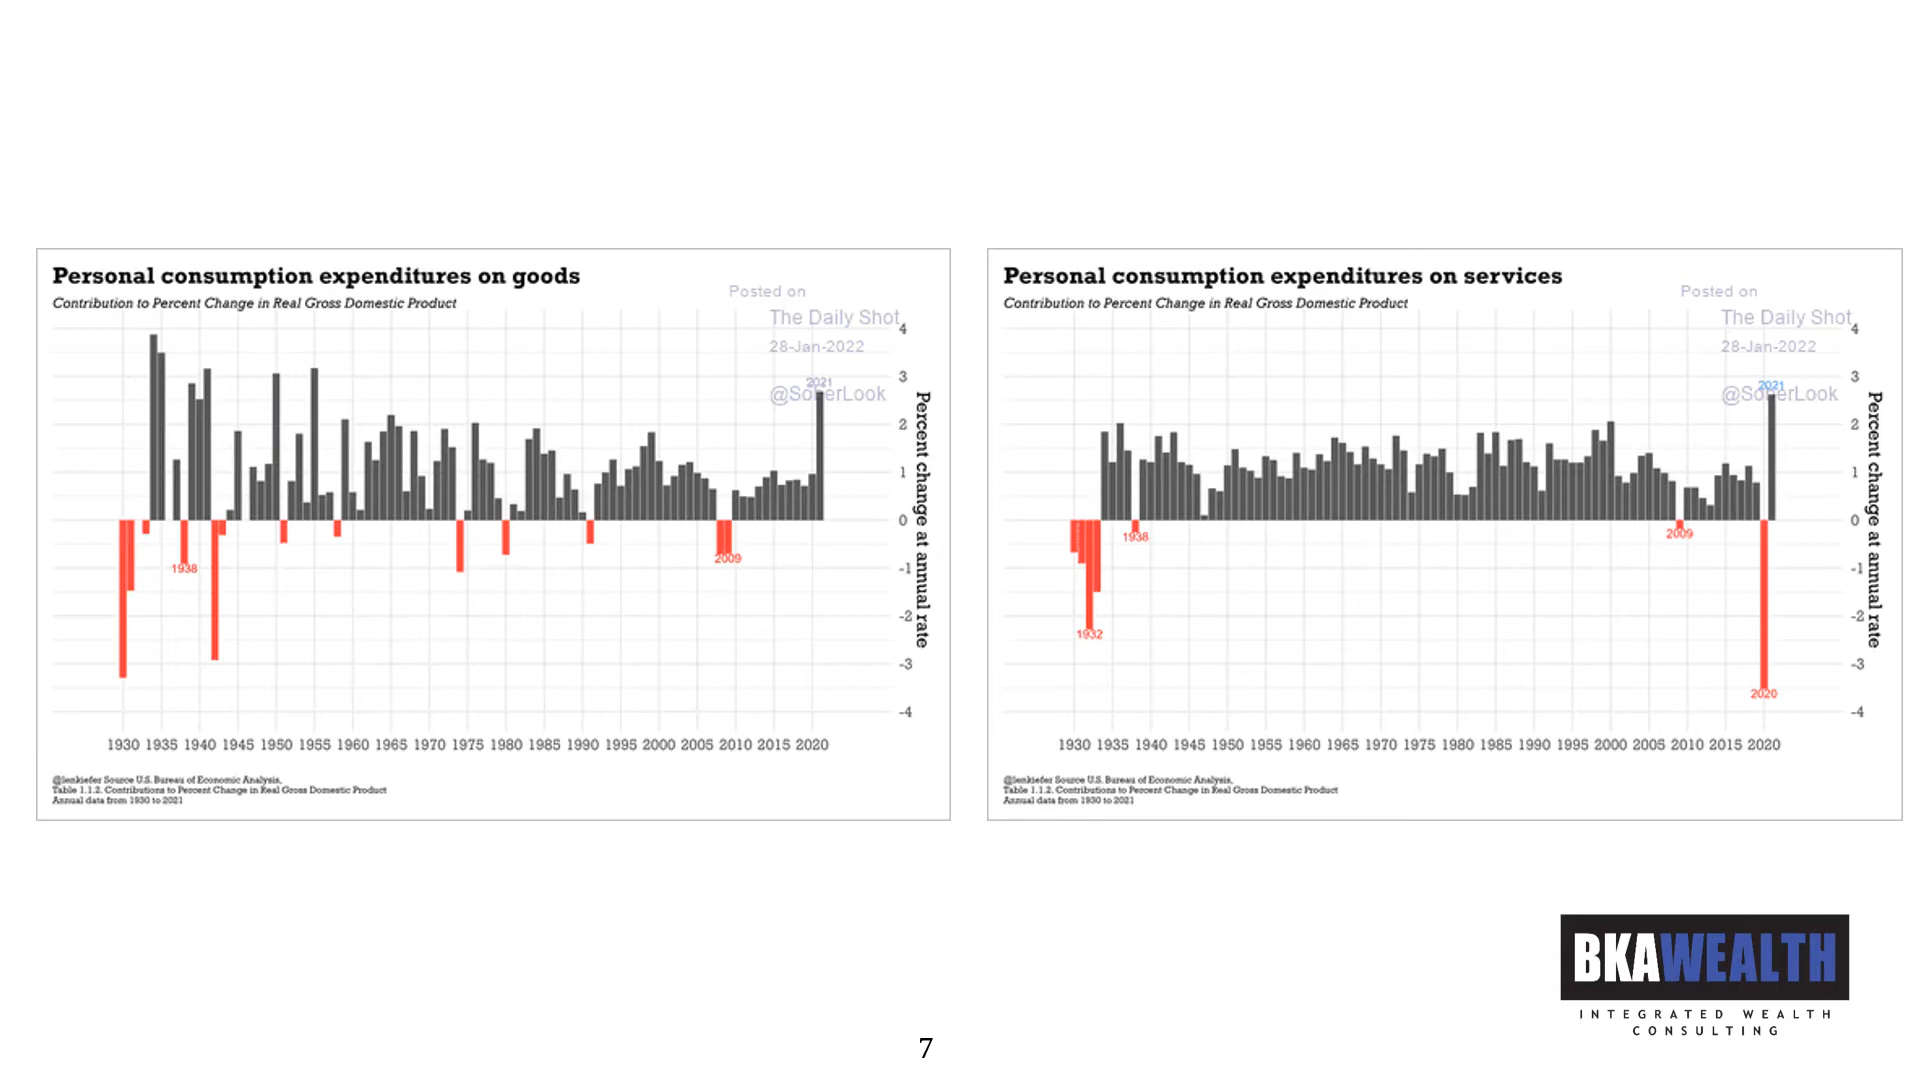 Personal consumption expenditures on goods
Contribution to Percent Change in Real Gross Domestic Product
Posted on
The Daily Shot
28-Jan-2022
@SoberLook
2021
4
3
2
1
0
-1
-2
-3
-4
Percent change at annual rate
1938
2009
1930 1935 1940 1945 1950 1955 1960 1965 1970 1975 1980 1985 1990 1995 2000 2005 2010 2015 2020
@lenkiefer Source U.S. Bureau of Economic Analysis,
Table 1.1.2. Contributions to Percent Change in Real Gross Domestic Product
Annual data from 1930 to 2021
Personal consumption expenditures on services
Contribution to Percent Change in Real Gross Domestic Product
Posted on
The Daily Shot
28-Jan-2022
@SoberLook
2021
4
3
2
1
0
-1
-2
-3
-4
Percent change at annual rate
1938
2009
1932
2020
1930 1935 1940 1945 1950 1955 1960 1965 1970 1975 1980 1985 1990 1995 2000 2005 2010 2015 2020
@lenkiefer Source U.S. Bureau of Economic Analysis,
Table 1.1.2. Contributions to Percent Change in Real Gross Domestic Product
Annual data from 1930 to 2021
BKAWEALTH
INTEGRATED WEALTH
CONSULTING
7